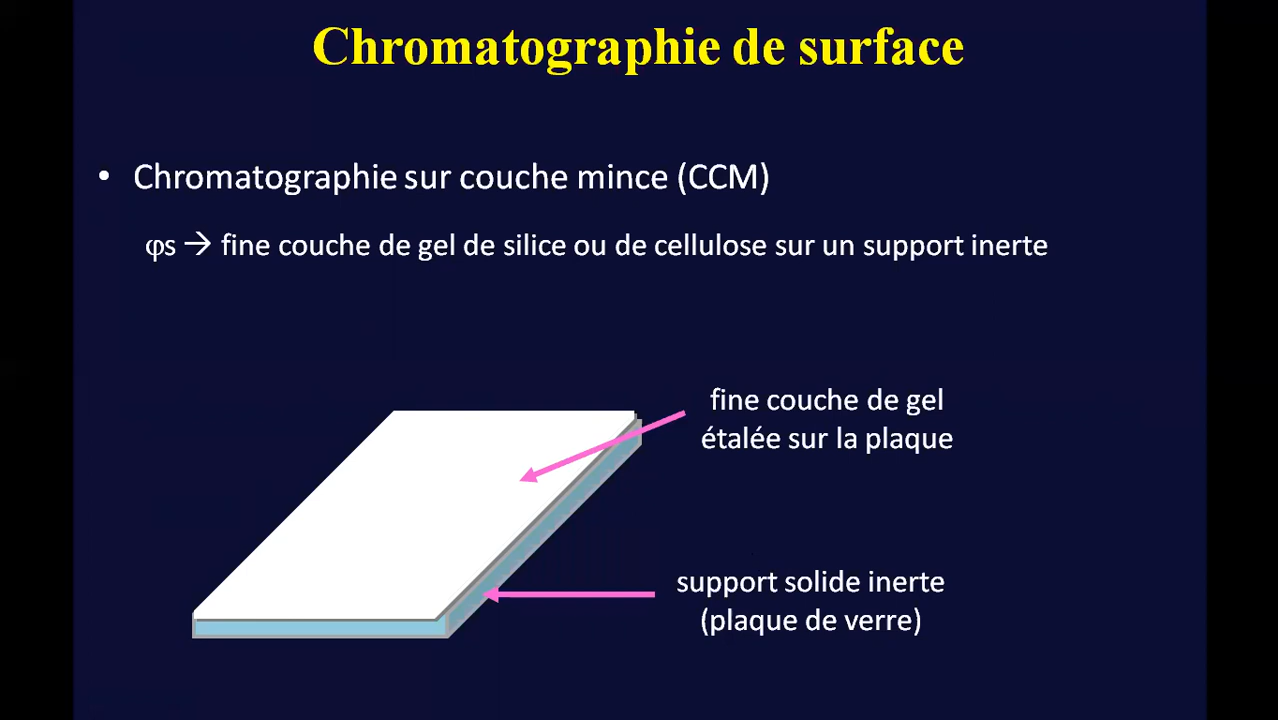 Chromatographie de surface
• Chromatographie sur couche mince (CCM)
φs → fine couche de gel de silice ou de cellulose sur un support inerte
fine couche de gel
étalée sur la plaque
support solide inerte
(plaque de verre)